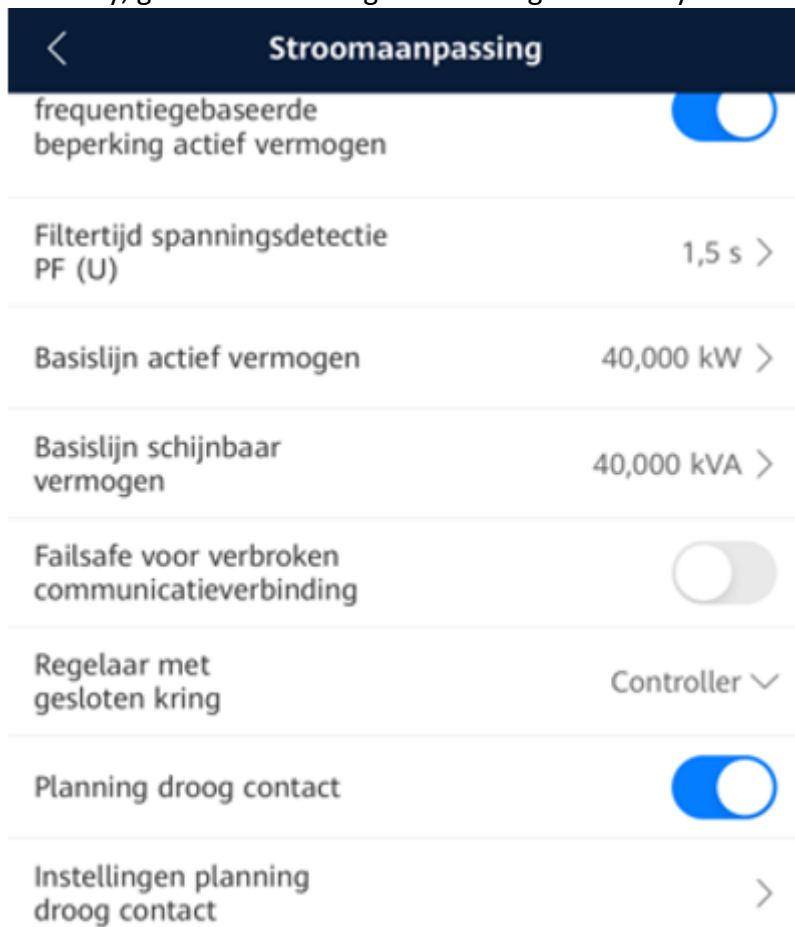 Stroomaanpassing
frequentiegebaseerde
beperking actief vermogen
Filtertijd spanningsdetectie
PF (U)
1,5 s
Basislijn actief vermogen
40,000 kW
Basislijn schijnbaar
vermogen
40,000 kVA
Failsafe voor verbroken
communicatieverbinding
Regelaar met
gesloten kring
Controller
Planning droog contact
Instellingen planning
droog contact